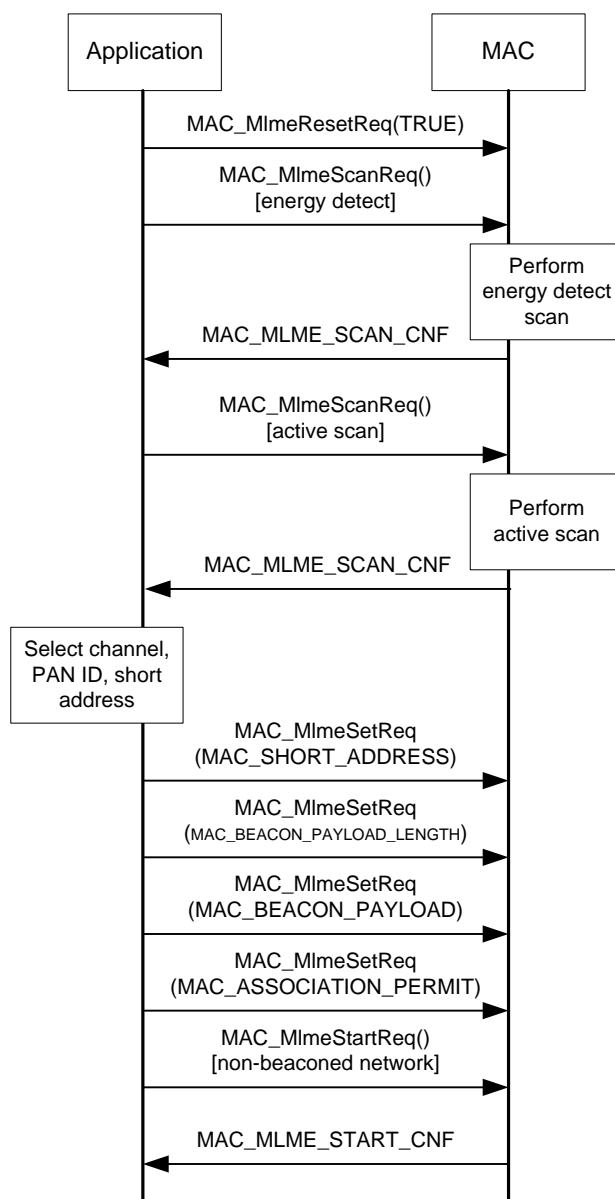 Application
MAC
MAC_MlmeResetReq(TRUE)
MAC_MlmeScanReq()
[energy detect]
Perform
energy detect
scan
MAC_MLME_SCAN_CNF
MAC_MlmeScanReq()
[active scan]
Perform
active scan
MAC_MLME_SCAN_CNF
Select channel,
PAN ID, short
address
MAC_MlmeSetReq
(MAC_SHORT_ADDRESS)
MAC_MlmeSetReq
(MAC_BEACON_PAYLOAD_LENGTH)
MAC_MlmeSetReq
(MAC_BEACON_PAYLOAD)
MAC_MlmeSetReq
(MAC_ASSOCIATION_PERMIT)
MAC_MlmeStartReq()
[non-beaconed network]
MAC_MLME_START_CNF